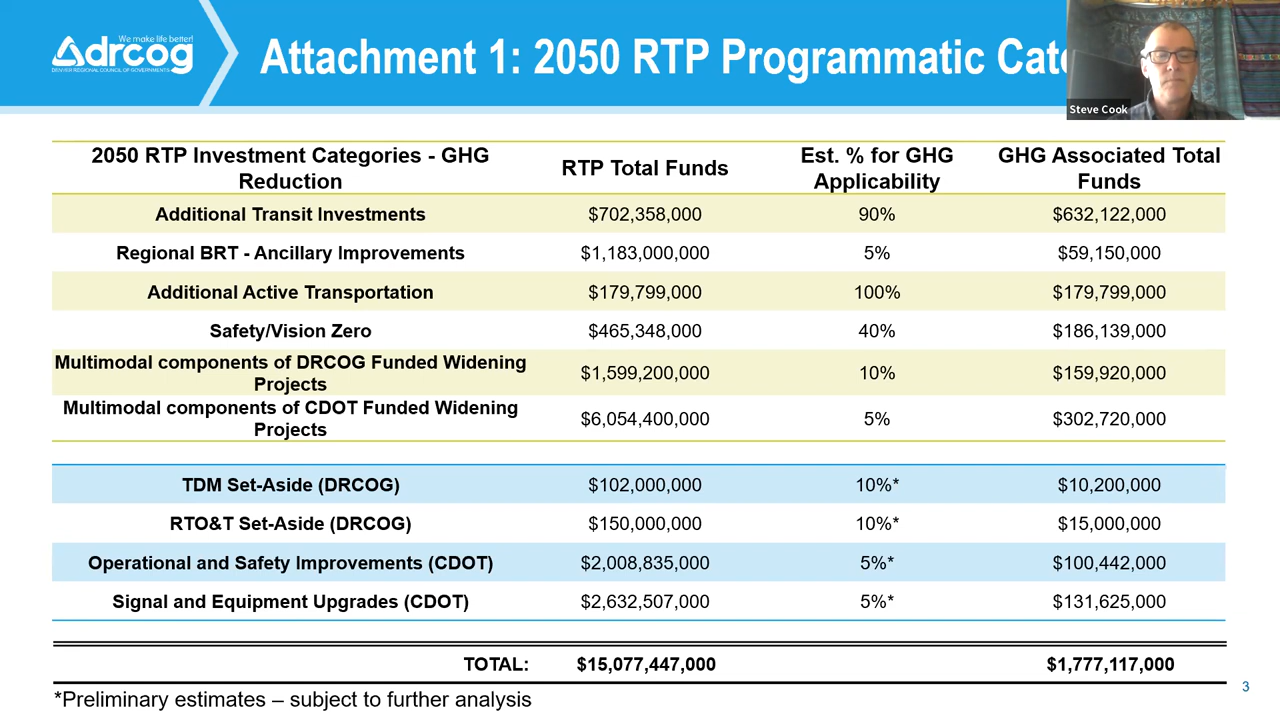 We make life better!
drcog
DENVER REGIONAL COUNCIL OF GOVERNMENTS
Attachment 1: 2050 RTP Programmatic Cate
Steve Cook
2050 RTP Investment Categories - GHG Reduction RTP Total Funds Est. % for GHG Applicability GHG Associated Total Funds
Additional Transit Investments $702,358,000 90% $632,122,000
Regional BRT - Ancillary Improvements $1,183,000,000 5% $59,150,000
Additional Active Transportation $179,799,000 100% $179,799,000
Safety/Vision Zero $465,348,000 40% $186,139,000
Multimodal components of DRCOG Funded Widening Projects $1,599,200,000 10% $159,920,000
Multimodal components of CDOT Funded Widening Projects $6,054,400,000 5% $302,720,000
TDM Set-Aside (DRCOG) $102,000,000 10%* $10,200,000
RTO&T Set-Aside (DRCOG) $150,000,000 10%* $15,000,000
Operational and Safety Improvements (CDOT) $2,008,835,000 5%* $100,442,000
Signal and Equipment Upgrades (CDOT) $2,632,507,000 5%* $131,625,000
TOTAL: $15,077,447,000 $1,777,117,000
*Preliminary estimates – subject to further analysis
3